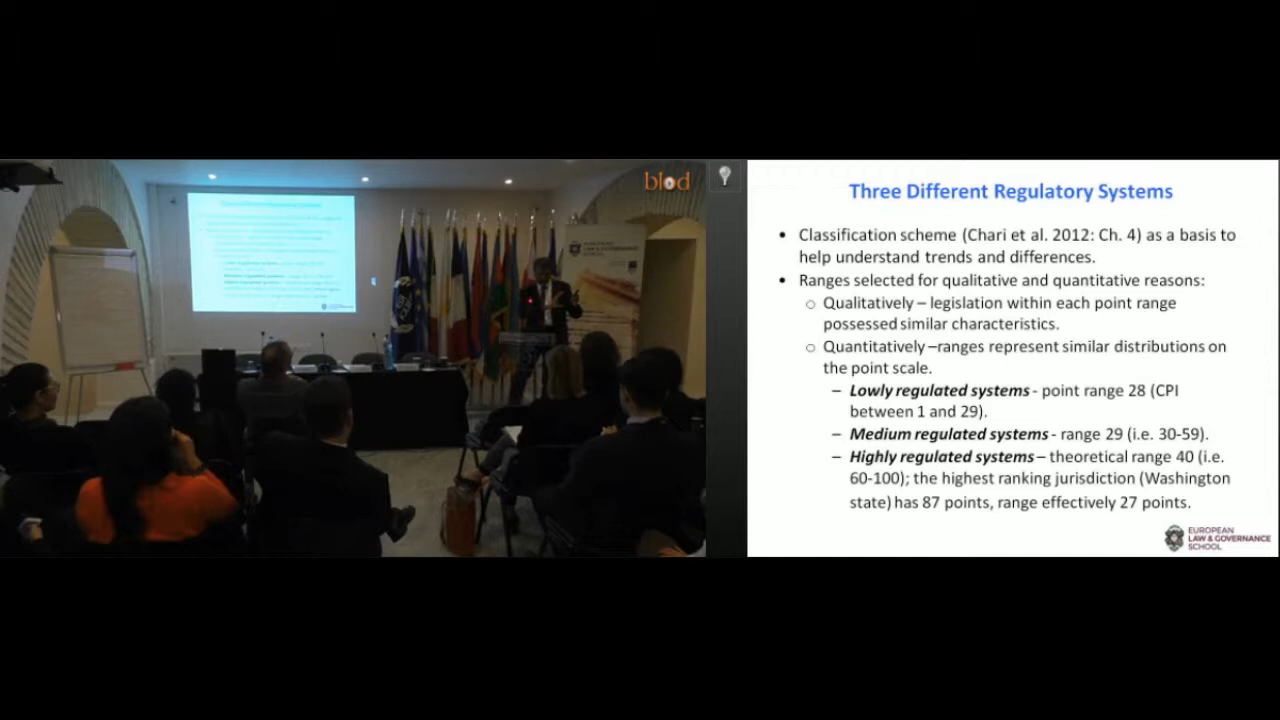 blod
EUROPEAN
LAW & GOVERNANCE
SCHOOL
Three Different Regulatory Systems
• Classification scheme (Chari et al. 2012: Ch. 4) as a basis to
help understand trends and differences.
• Ranges selected for qualitative and quantitative reasons:
o Qualitatively – legislation within each point range
possessed similar characteristics.
o Quantitatively –ranges represent similar distributions on
the point scale.
– Lowly regulated systems - point range 28 (CPI
between 1 and 29).
– Medium regulated systems - range 29 (i.e. 30-59).
– Highly regulated systems – theoretical range 40 (i.e.
60-100); the highest ranking jurisdiction (Washington
state) has 87 points, range effectively 27 points.
EUROPEAN
LAW & GOVERNANCE
SCHOOL